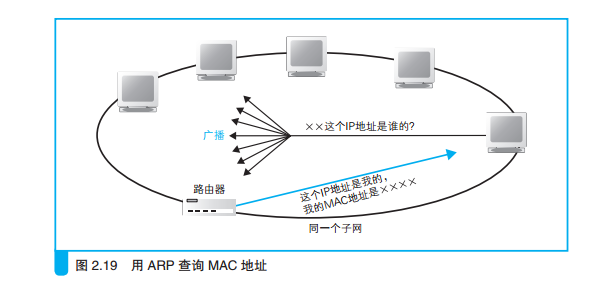 ××这个IP地址是谁的?
广播
这个IP地址是我的，
我的MAC地址是××××
路由器
同一个子网
图 2.19 用 ARP 查询 MAC 地址